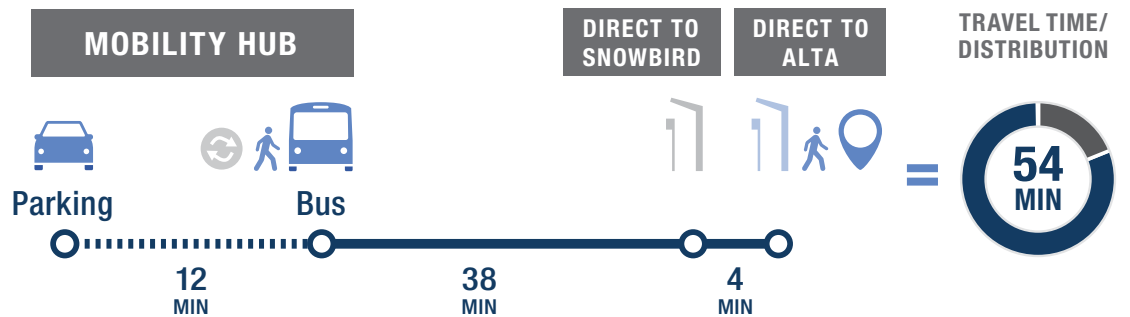 MOBILITY HUB
DIRECT TO
SNOWBIRD
DIRECT TO
ALTA
TRAVEL TIME/
DISTRIBUTION
Parking
Bus
12
MIN
38
MIN
4
MIN
=
54
MIN